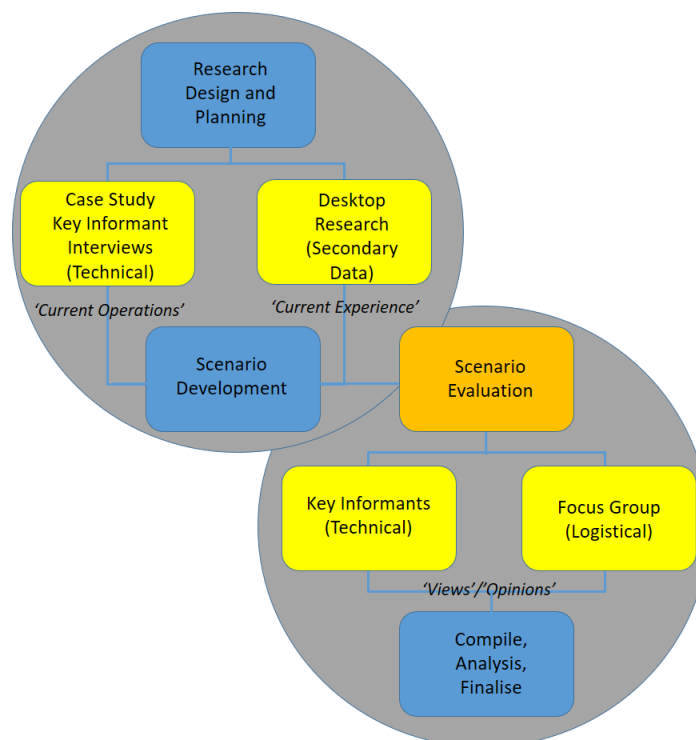 Research
Design and
Planning
Case Study
Key Informant
Interviews
(Technical)
Desktop
Research
(Secondary
Data)
‘Current Operations’
‘Current Experience’
Scenario
Development
Scenario
Evaluation
Key Informants
(Technical)
Focus Group
(Logistical)
‘Views’/’Opinions’
Compile,
Analysis,
Finalise